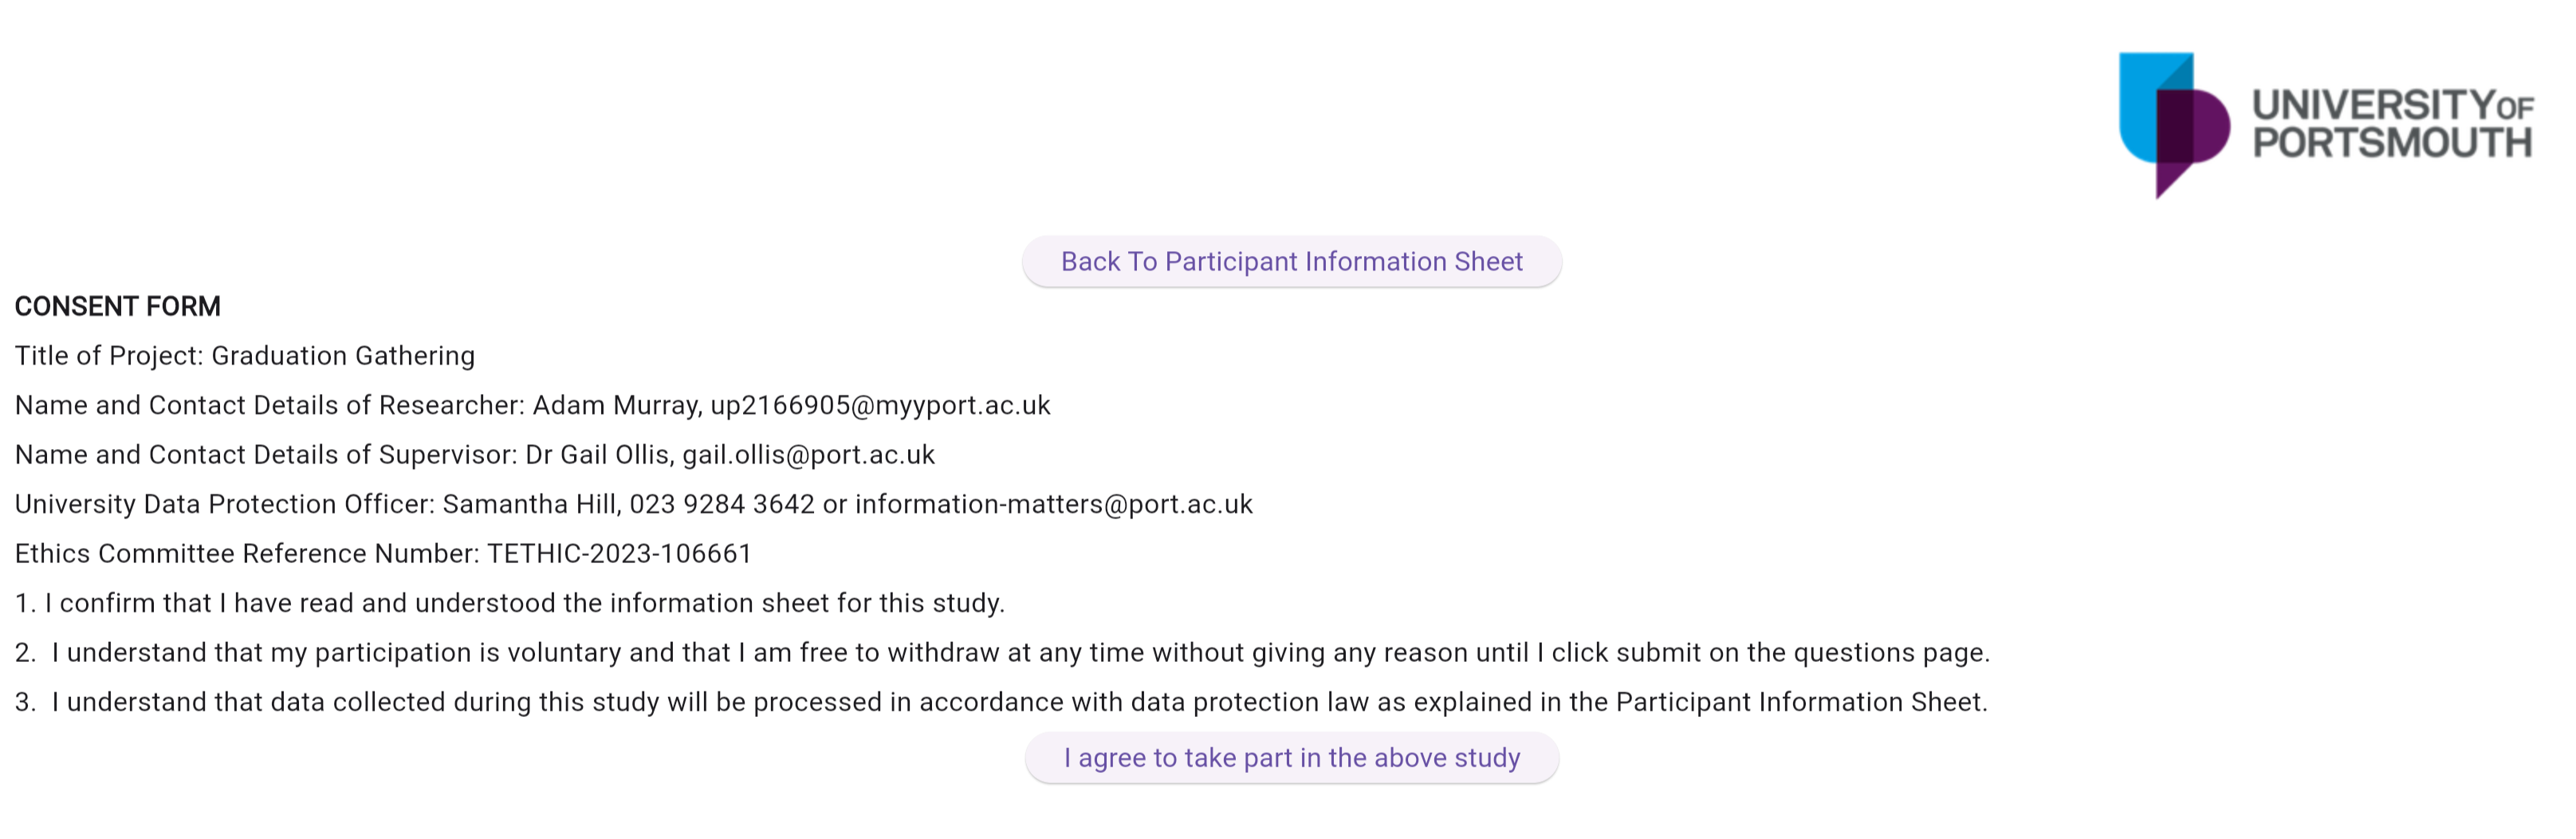 UNIVERSITY OF
PORTSMOUTH
Back To Participant Information Sheet
CONSENT FORM
Title of Project: Graduation Gathering
Name and Contact Details of Researcher: Adam Murray, up2166905@myyport.ac.uk
Name and Contact Details of Supervisor: Dr Gail Ollis, gail.ollis@port.ac.uk
University Data Protection Officer: Samantha Hill, 023 9284 3642 or information-matters@port.ac.uk
Ethics Committee Reference Number: TETHIC-2023-106661
1. I confirm that I have read and understood the information sheet for this study.
2.  I understand that my participation is voluntary and that I am free to withdraw at any time without giving any reason until I click submit on the questions page.
3.  I understand that data collected during this study will be processed in accordance with data protection law as explained in the Participant Information Sheet.
I agree to take part in the above study